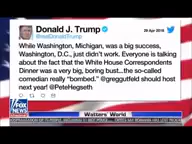 Donald J. Trump
@realDonaldTrump
29 Apr 2018
While Washington, Michigan, was a big success,
Washington, D.C., just didn't work. Everyone is talking
about the fact that the White House Correspondents
Dinner was a very big, boring bust...the so-called
comedian really "bombed." @greggutfeld should host
next year! @PeteHegseth
FOX
NEWS
channel
Watters' World